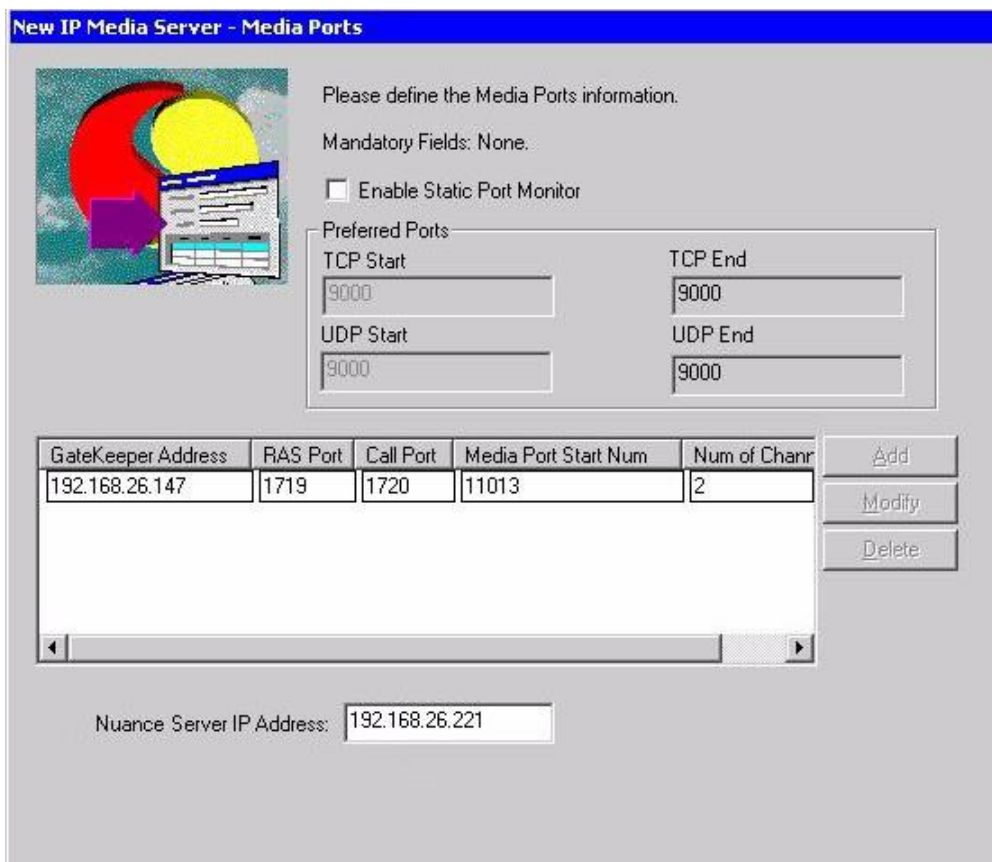 New IP Media Server - Media Ports
Please define the Media Ports information.
Mandatory Fields: None.
Enable Static Port Monitor
Preferred Ports
TCP Start TCP End
9000 9000
UDP Start UDP End
9000 9000
GateKeeper Address RAS Port Call Port Media Port Start Num Num of Chann
192.168.26.147 1719 1720 11013 2
Add
Modify
Delete
Nuance Server IP Address: 192.168.26.221